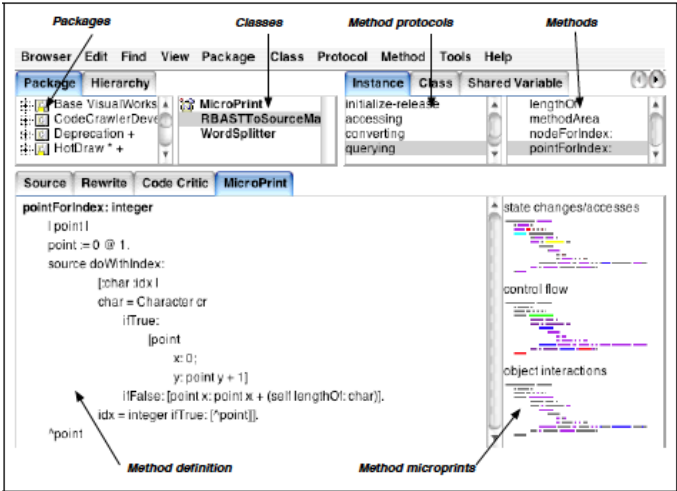 Packages Classes Method protocols Methods
Browser Edit Find View Package Class Protocol Method Tools Help
Package Hierarchy Instance Class Shared Variable
Base VisualWorks
CodeCrawlerDeve
Deprecation +
HotDraw * +
MicroPrint
RBASTToSourceMa
WordSplitter
initialize-release
accessing
converting
querying
lengthOf:
methodArea
nodeForIndex:
pointForIndex:
Source Rewrite Code Critic MicroPrint
pointForIndex: integer
| point |
point := 0 @ 1.
source doWithIndex:
[:char :idx |
char = Character cr
ifTrue:
[point
x: 0;
y: point y + 1]
ifFalse: [point x: point x + (self lengthOf: char)].
idx = integer ifTrue: [^point]].
^point
state changes/accesses
control flow
object interactions
Method definition Method microprints